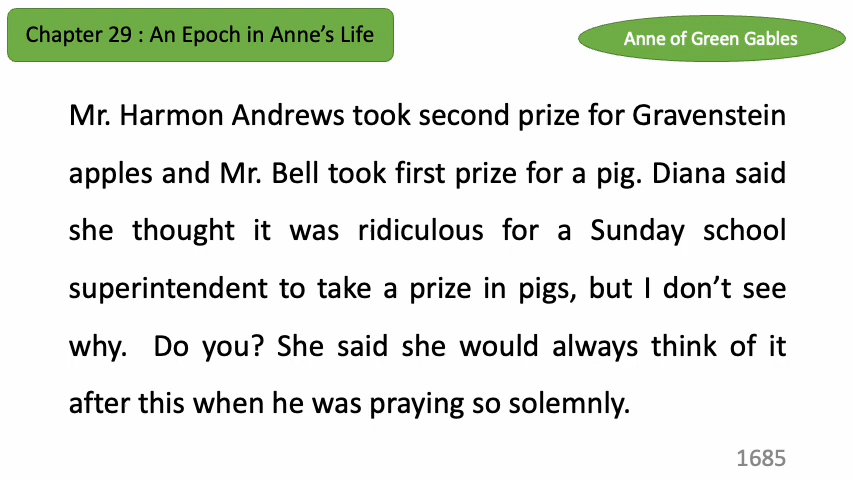 Chapter 29 : An Epoch in Anne’s Life
Anne of Green Gables
Mr. Harmon Andrews took second prize for Gravenstein
apples and Mr. Bell took first prize for a pig. Diana said
she thought it was ridiculous for a Sunday school
superintendent to take a prize in pigs, but I don’t see
why.  Do you? She said she would always think of it
after this when he was praying so solemnly.
1685